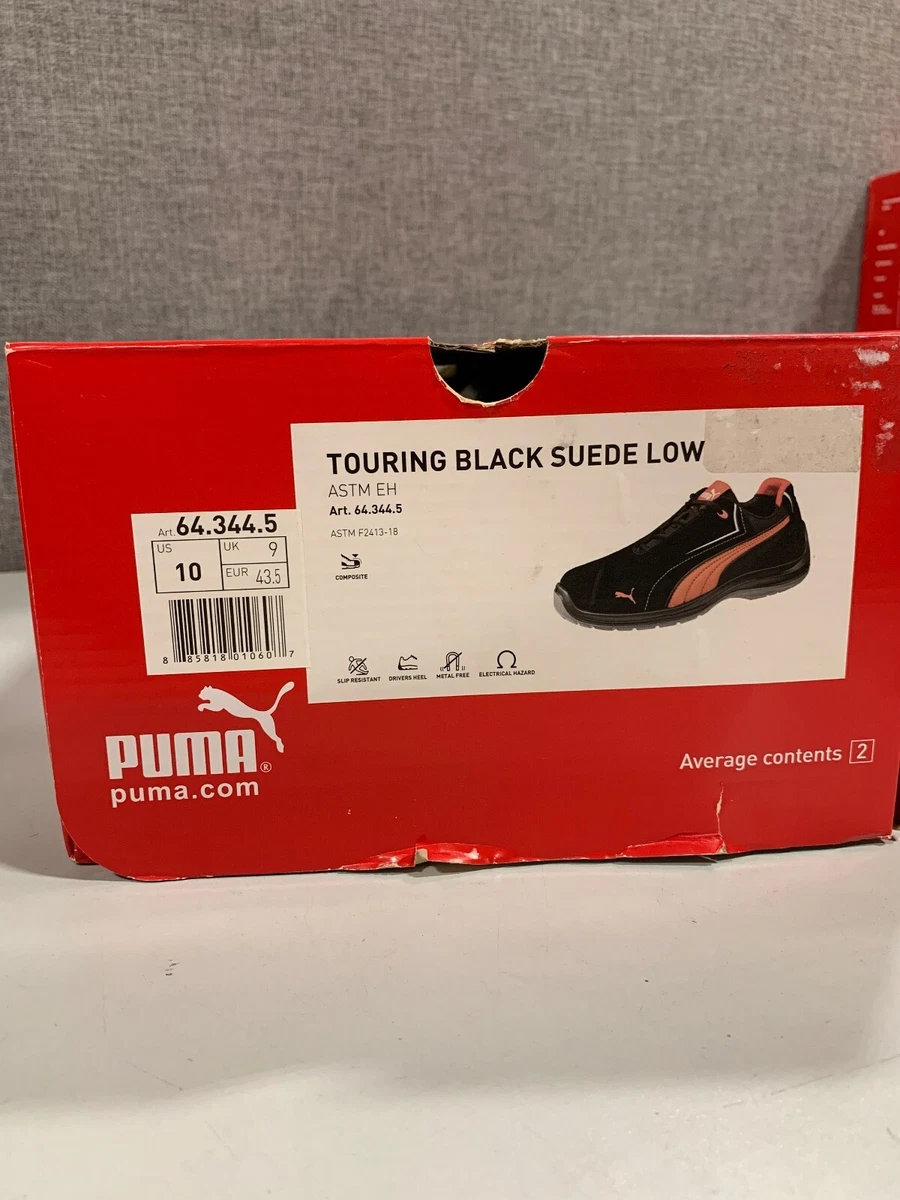 TOURING BLACK SUEDE LOW
ASTM EH
Art. 64.344.5
ASTM F2413-18
COMPOSITE
SLIP RESISTANT
DRIVERS HEEL
METAL FREE
ELECTRICAL HAZARD
Art. 64.344.5
US 10
UK 9
EUR 43.5
8 85818 01060 7
PUMA®
puma.com
Average contents 2